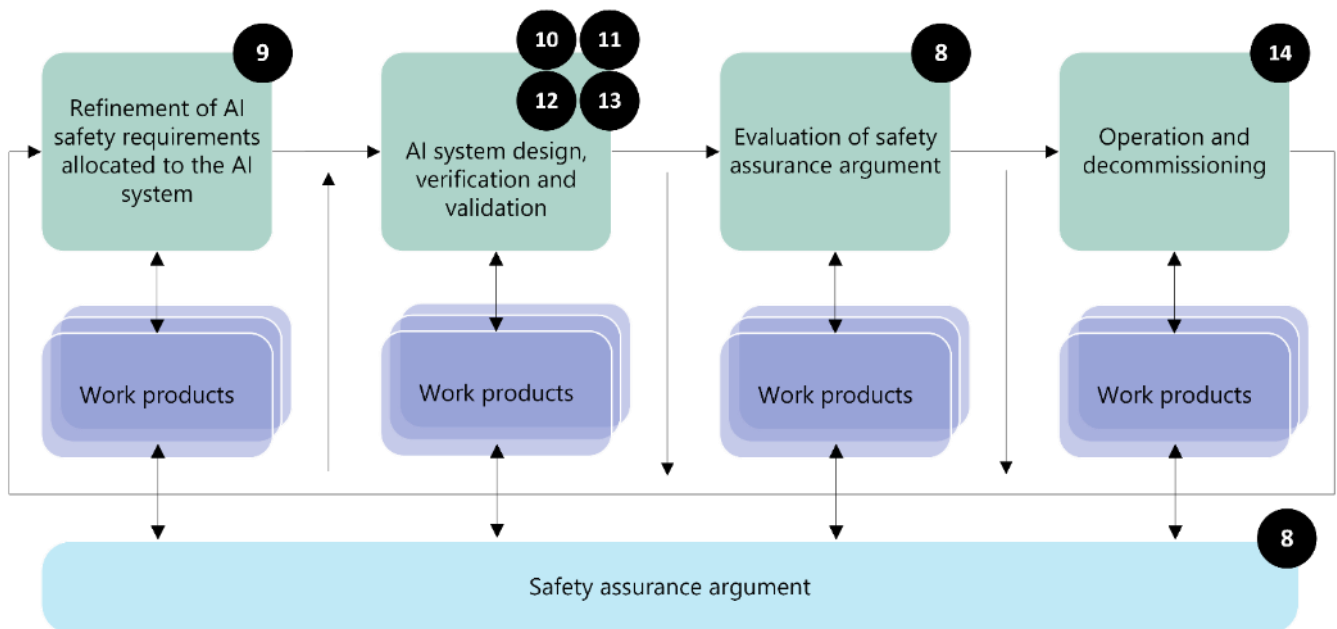 9
10
11
8
14
12
13
Refinement of AI
safety requirements
allocated to the AI
system
AI system design,
verification and
validation
Evaluation of safety
assurance argument
Operation and
decommissioning
Work products
Work products
Work products
Work products
8
Safety assurance argument